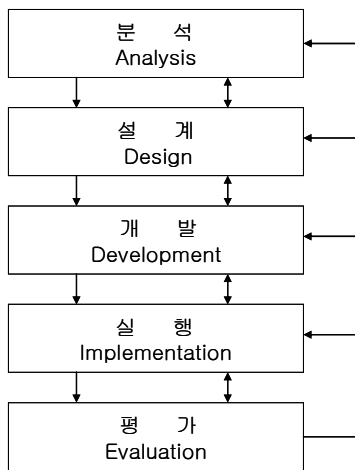 분 석
Analysis
설 계
Design
개 발
Development
실 행
Implementation
평 가
Evaluation